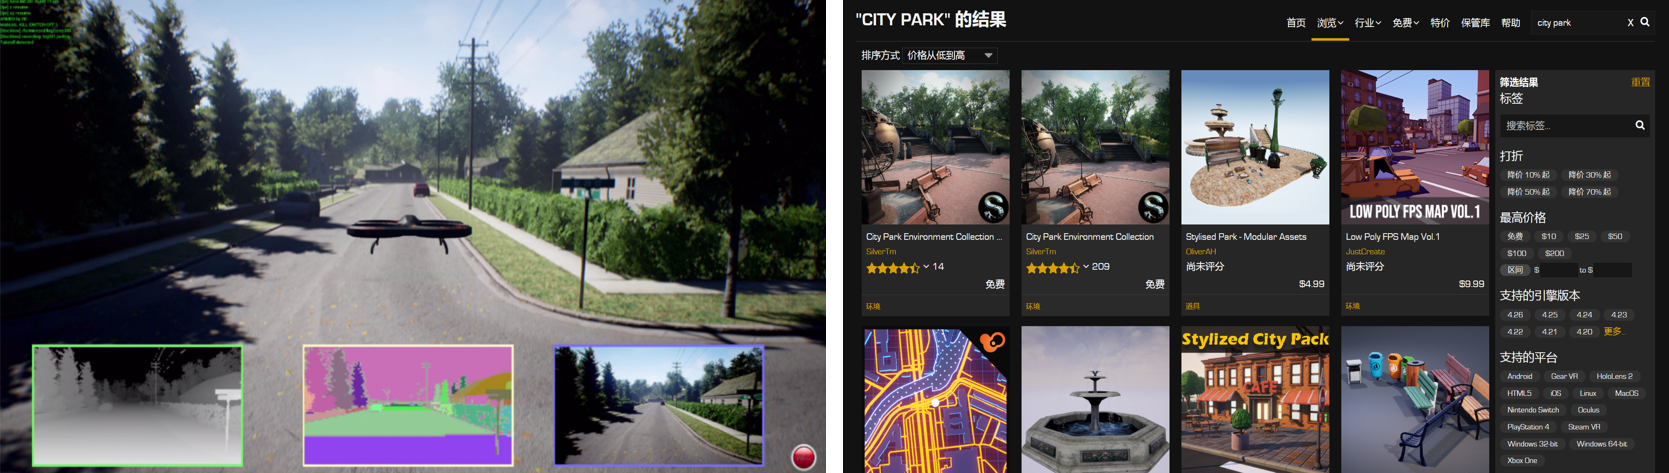 "CITY PARK" 的结果
首页 浏览 行业 免费 特价 保管库 帮助 city park X
排序方式 价格从低到高
City Park Environment Collection ...
SilverTm
14
免费
环境
City Park Environment Collection
SilverTm
209
免费
环境
Stylised Park - Modular Assets
OliverAH
尚未评分
$4.99
道具
LOW POLY FPS MAP VOL.1
Low Poly FPS Map Vol.1
JustCreate
尚未评分
$9.99
环境
Stylized City Park
CAFE
筛选结果 重置
标签
搜索标签...
打折
降价 10% 起 降价 30% 起
降价 50% 起 降价 70% 起
最高价格
免费 $10 $25 $50
$100 $200
区间 $ to $
支持的引擎版本
4.26 4.25 4.24 4.23
4.22 4.21 4.20 更多...
支持的平台
Android Gear VR HoloLens 2
HTML5 iOS Linux MacOS
Nintendo Switch Oculus
PlayStation 4 Steam VR
Windows 32-bit Windows 64-bit
Xbox One